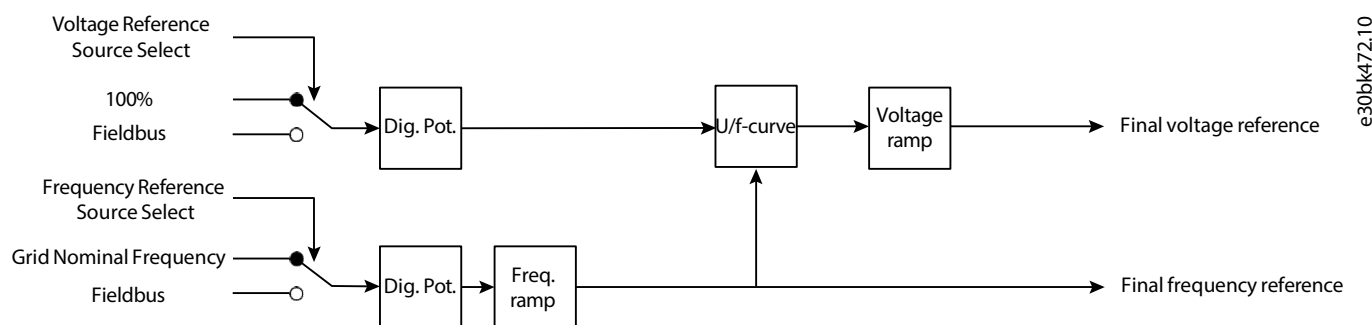 Voltage Reference
Source Select
100%
Fieldbus
Dig. Pot.
U/f-curve
Voltage
ramp
Final voltage reference
Frequency Reference
Source Select
Grid Nominal Frequency
Fieldbus
Dig. Pot.
Freq.
ramp
Final frequency reference
e30bk472.10